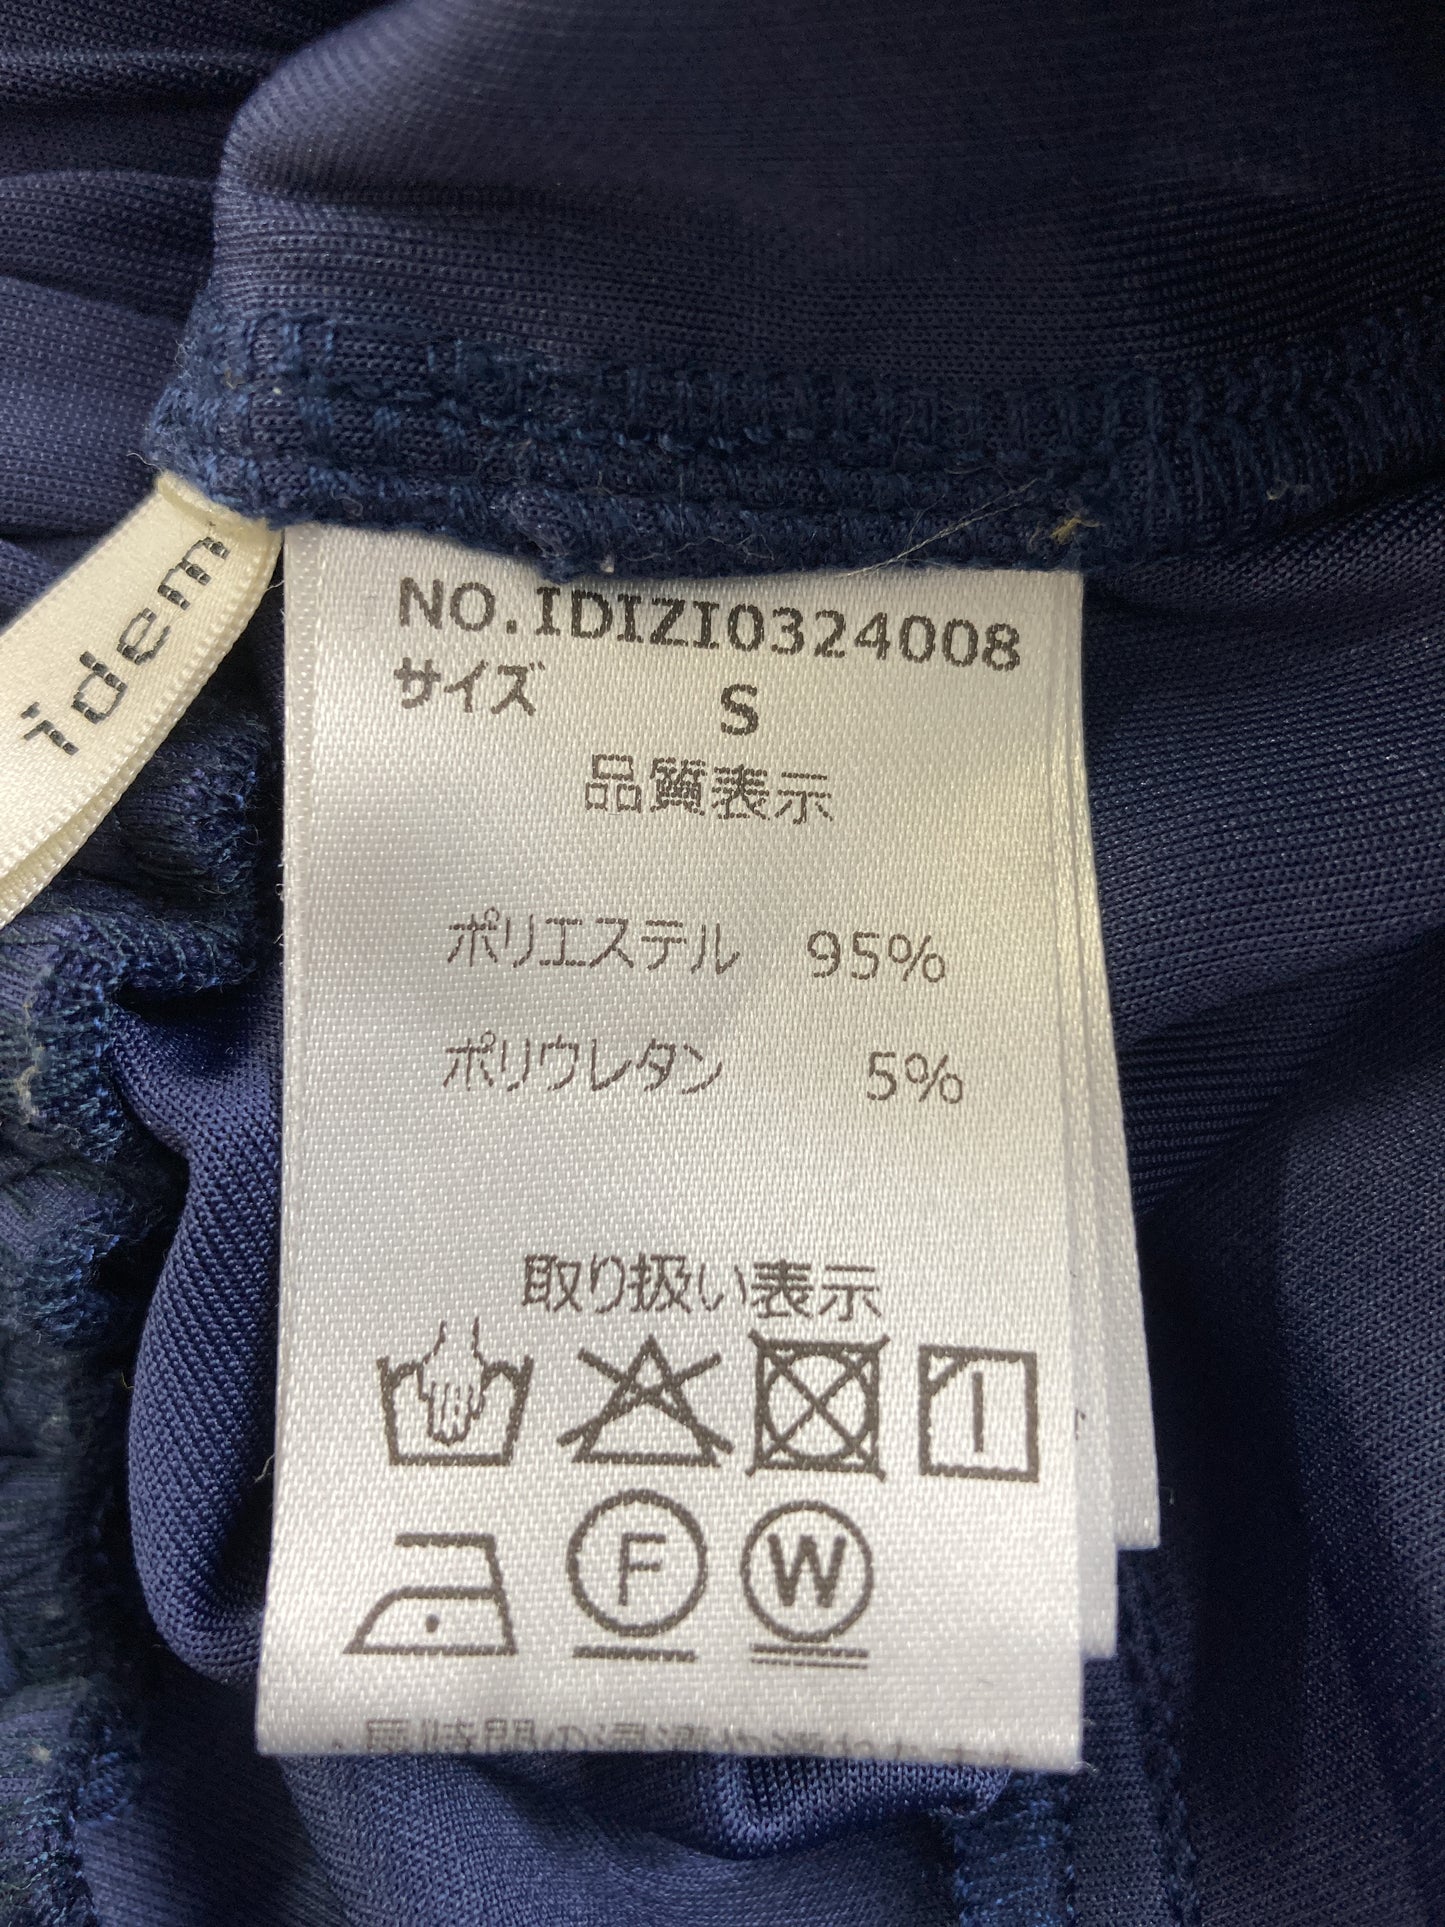 idem
NO.IDIZI0324008
サイズ S
品質表示
ポリエステル 95%
ポリウレタン 5%
取り扱い表示
F W